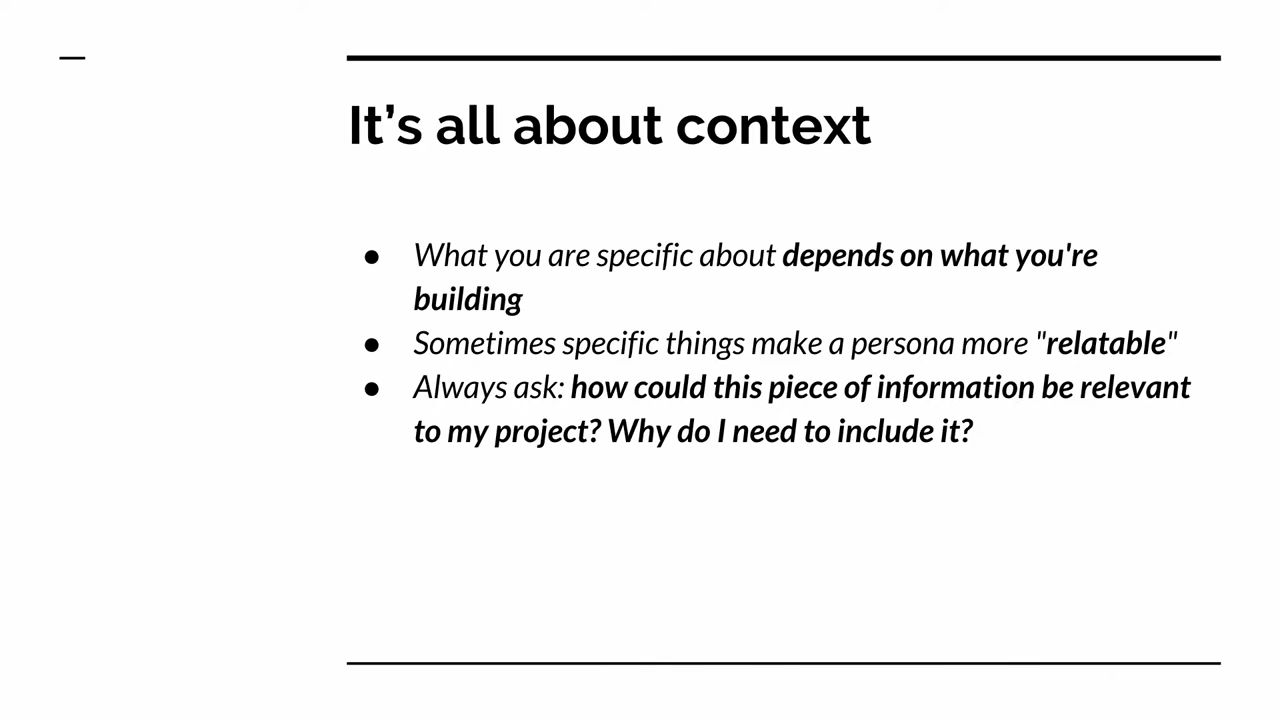 It’s all about context
● What you are specific about depends on what you're
building
● Sometimes specific things make a persona more "relatable"
● Always ask: how could this piece of information be relevant
to my project? Why do I need to include it?